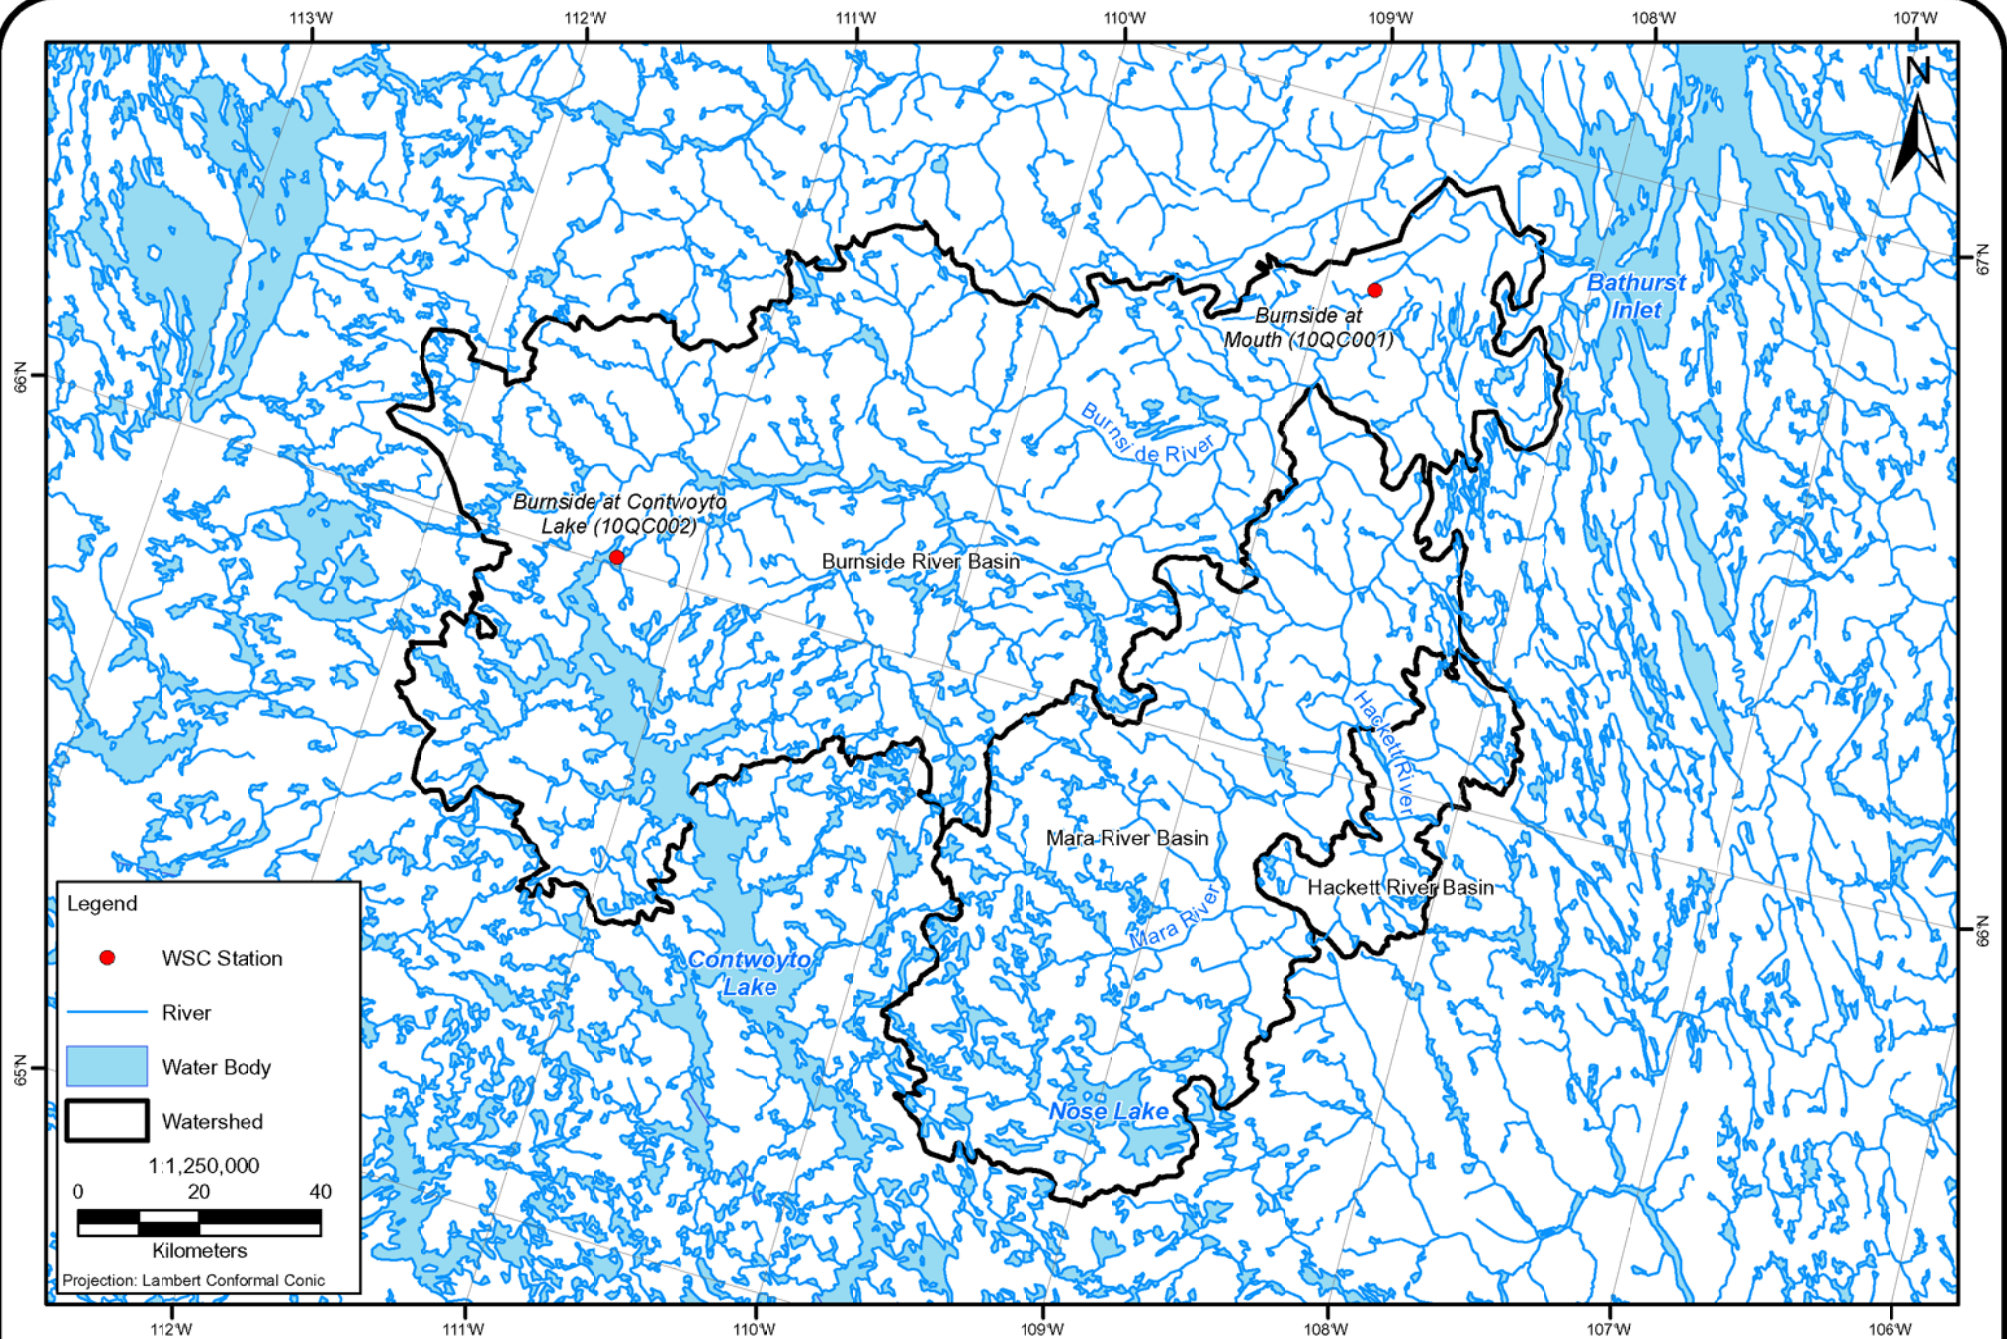 113°W 112°W 111°W 110°W 109°W 108°W 107°W
N
67°N
Bathurst
Inlet
Burnside at
Mouth (10QC001)
66°N
Burnside River
Burnside at Contwoyto
Lake (10QC002)
Burnside River Basin
Hackett River
Mara River Basin
Hackett River Basin
Mara River
66°N
Contwoyto
Lake
65°N
Nose Lake
Legend
WSC Station
River
Water Body
Watershed
1:1,250,000
0 20 40
Kilometers
Projection: Lambert Conformal Conic
112°W 111°W 110°W 109°W 108°W 107°W 106°W